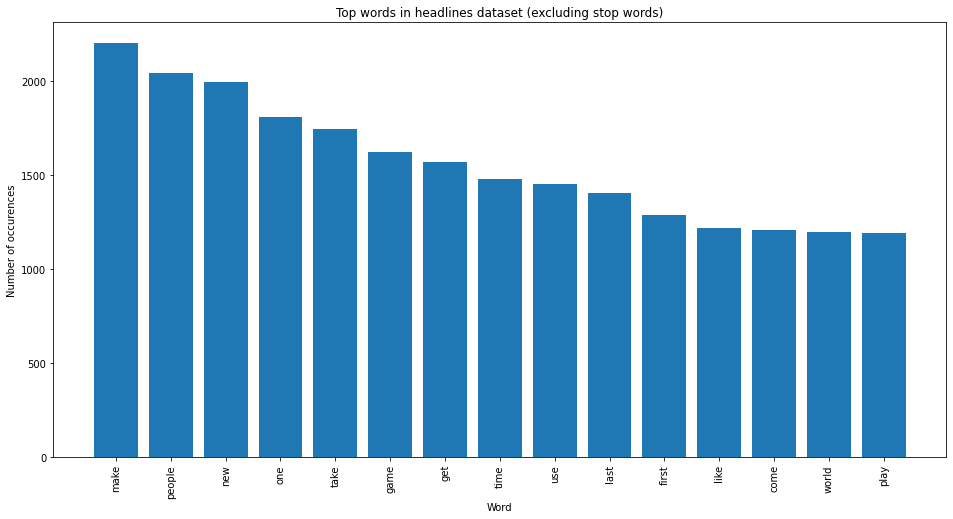 Top words in headlines dataset (excluding stop words)
Number of occurences
2000
1500
1000
500
0
make
people
new
one
take
game
get
time
use
last
first
like
come
world
play
Word